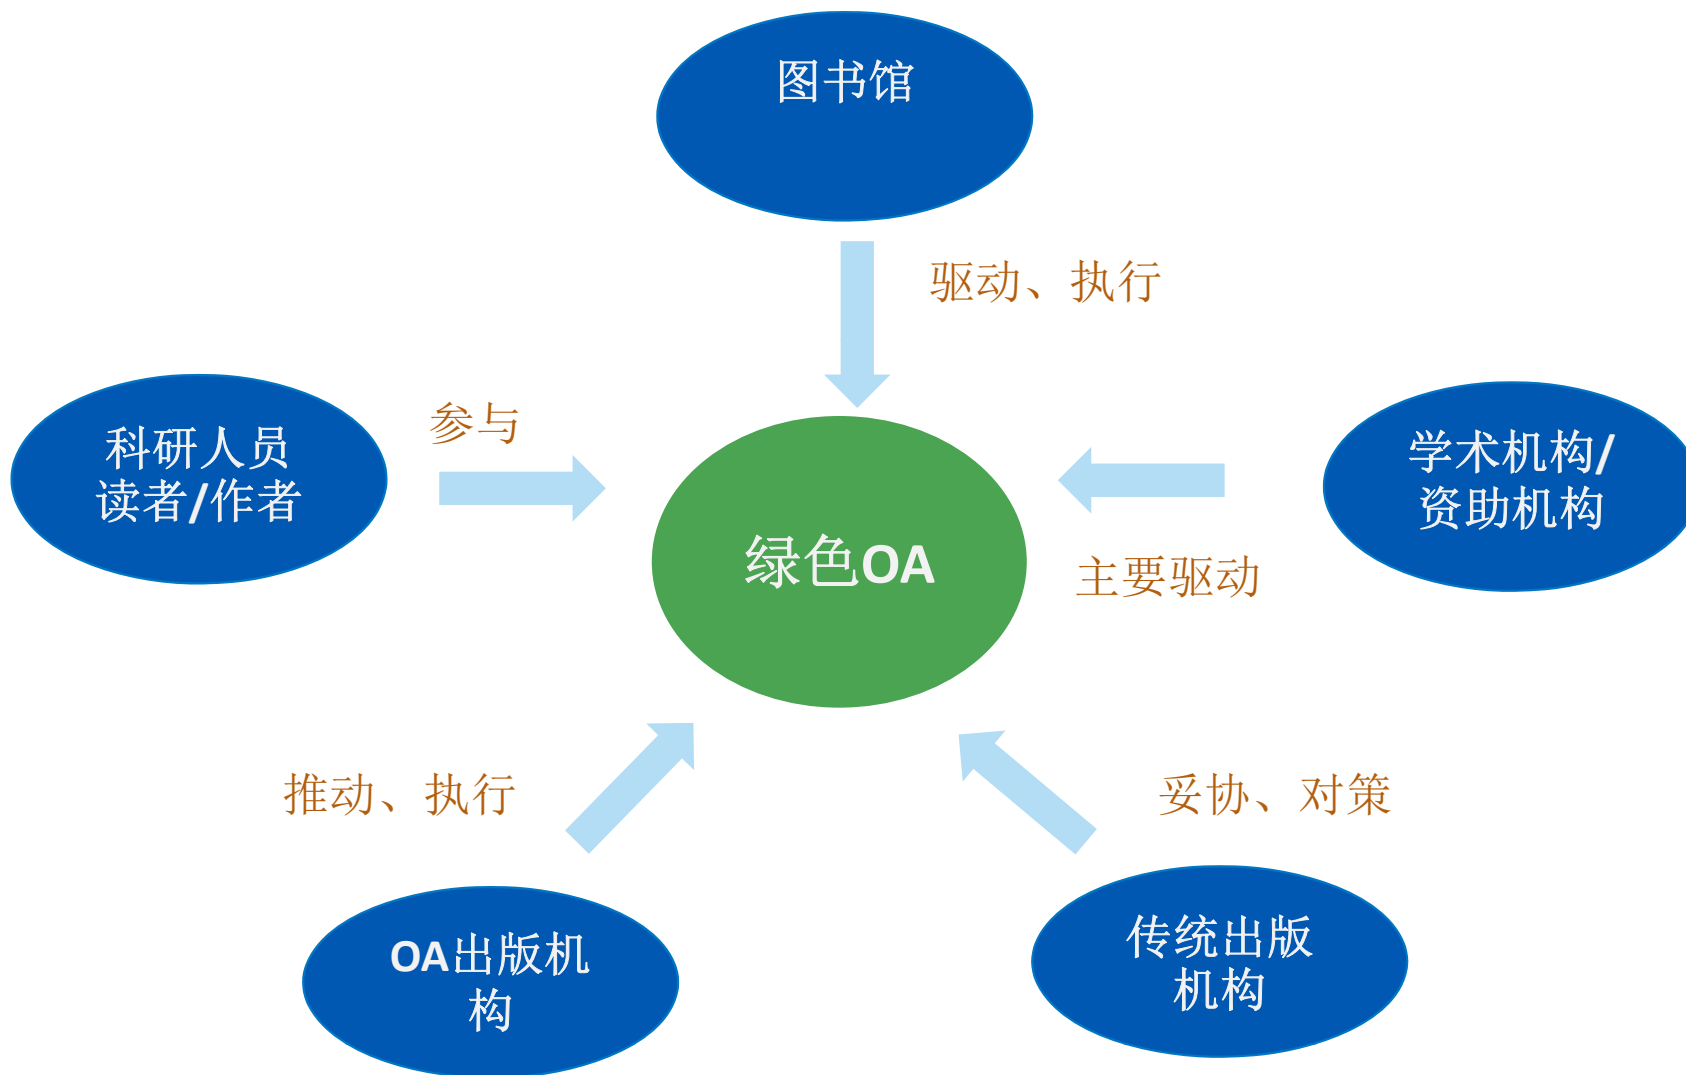 图书馆
驱动、执行
科研人员
读者/作者
参与
学术机构/
资助机构
绿色OA
主要驱动
推动、执行
妥协、对策
OA出版机
构
传统出版
机构